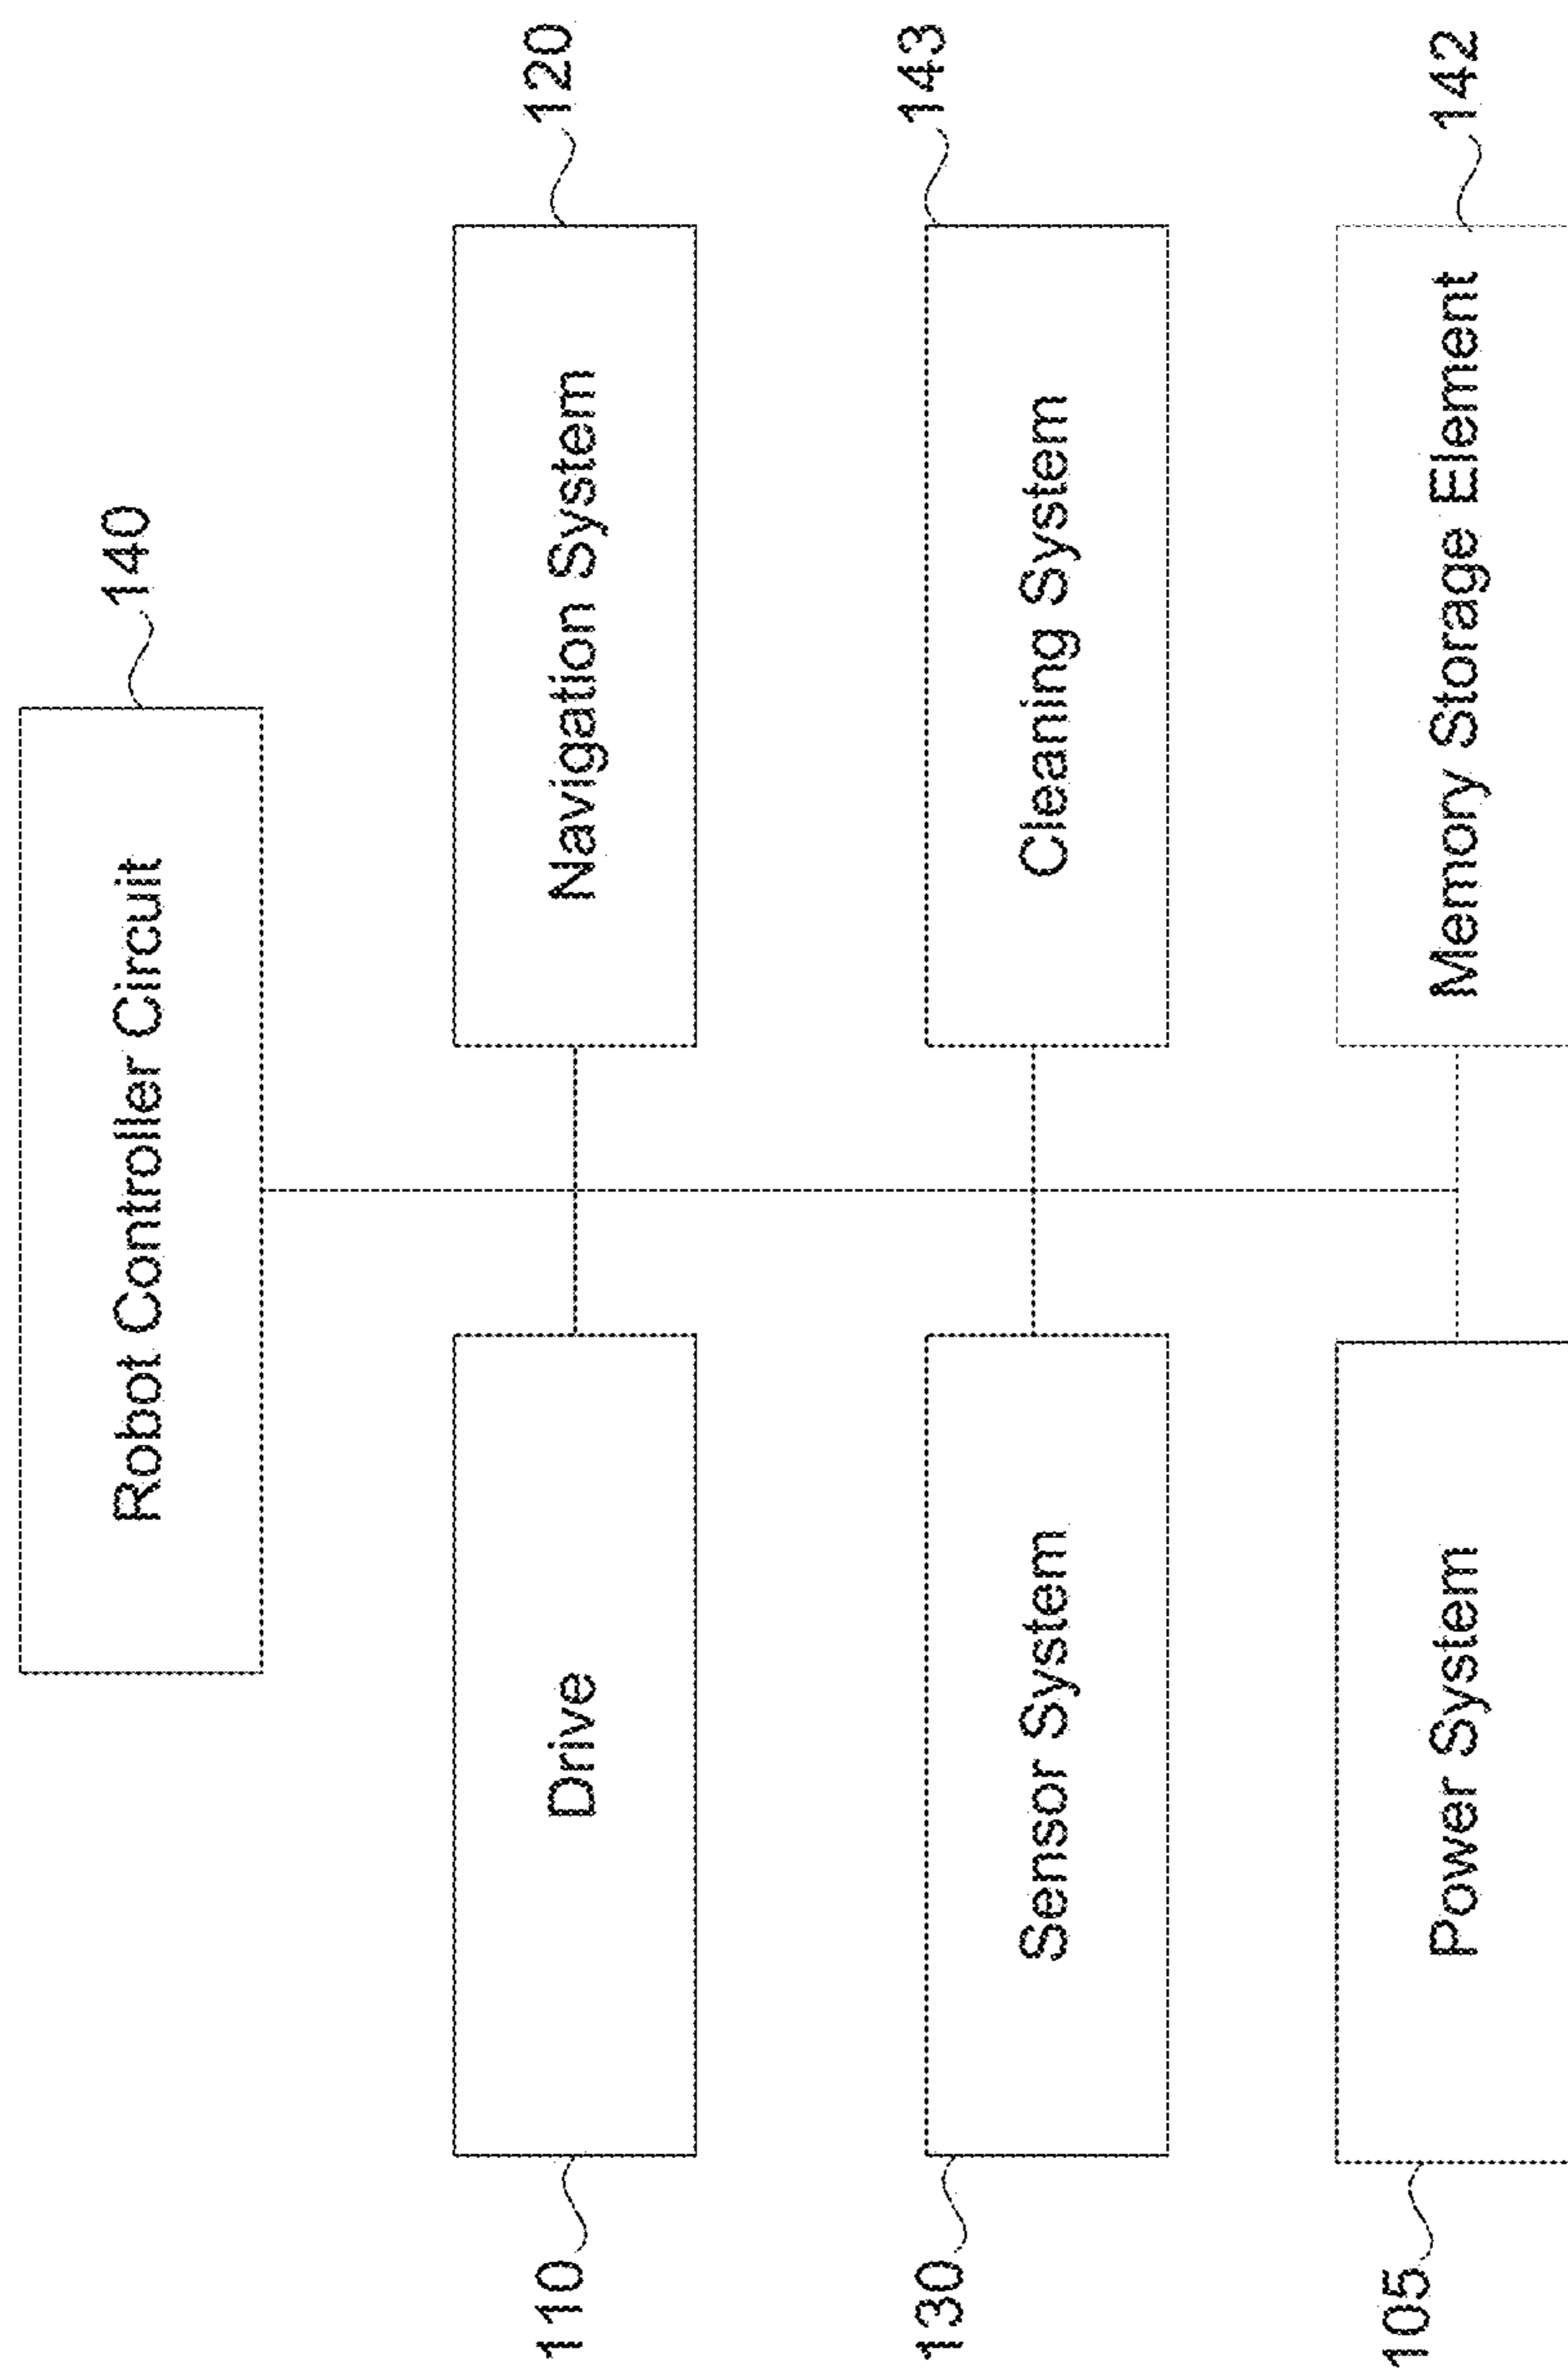 Robot Controller Circuit
140
Drive
110
Navigation System
120
Sensor System
130
Cleaning System
143
Power System
105
Memory Storage Element
142